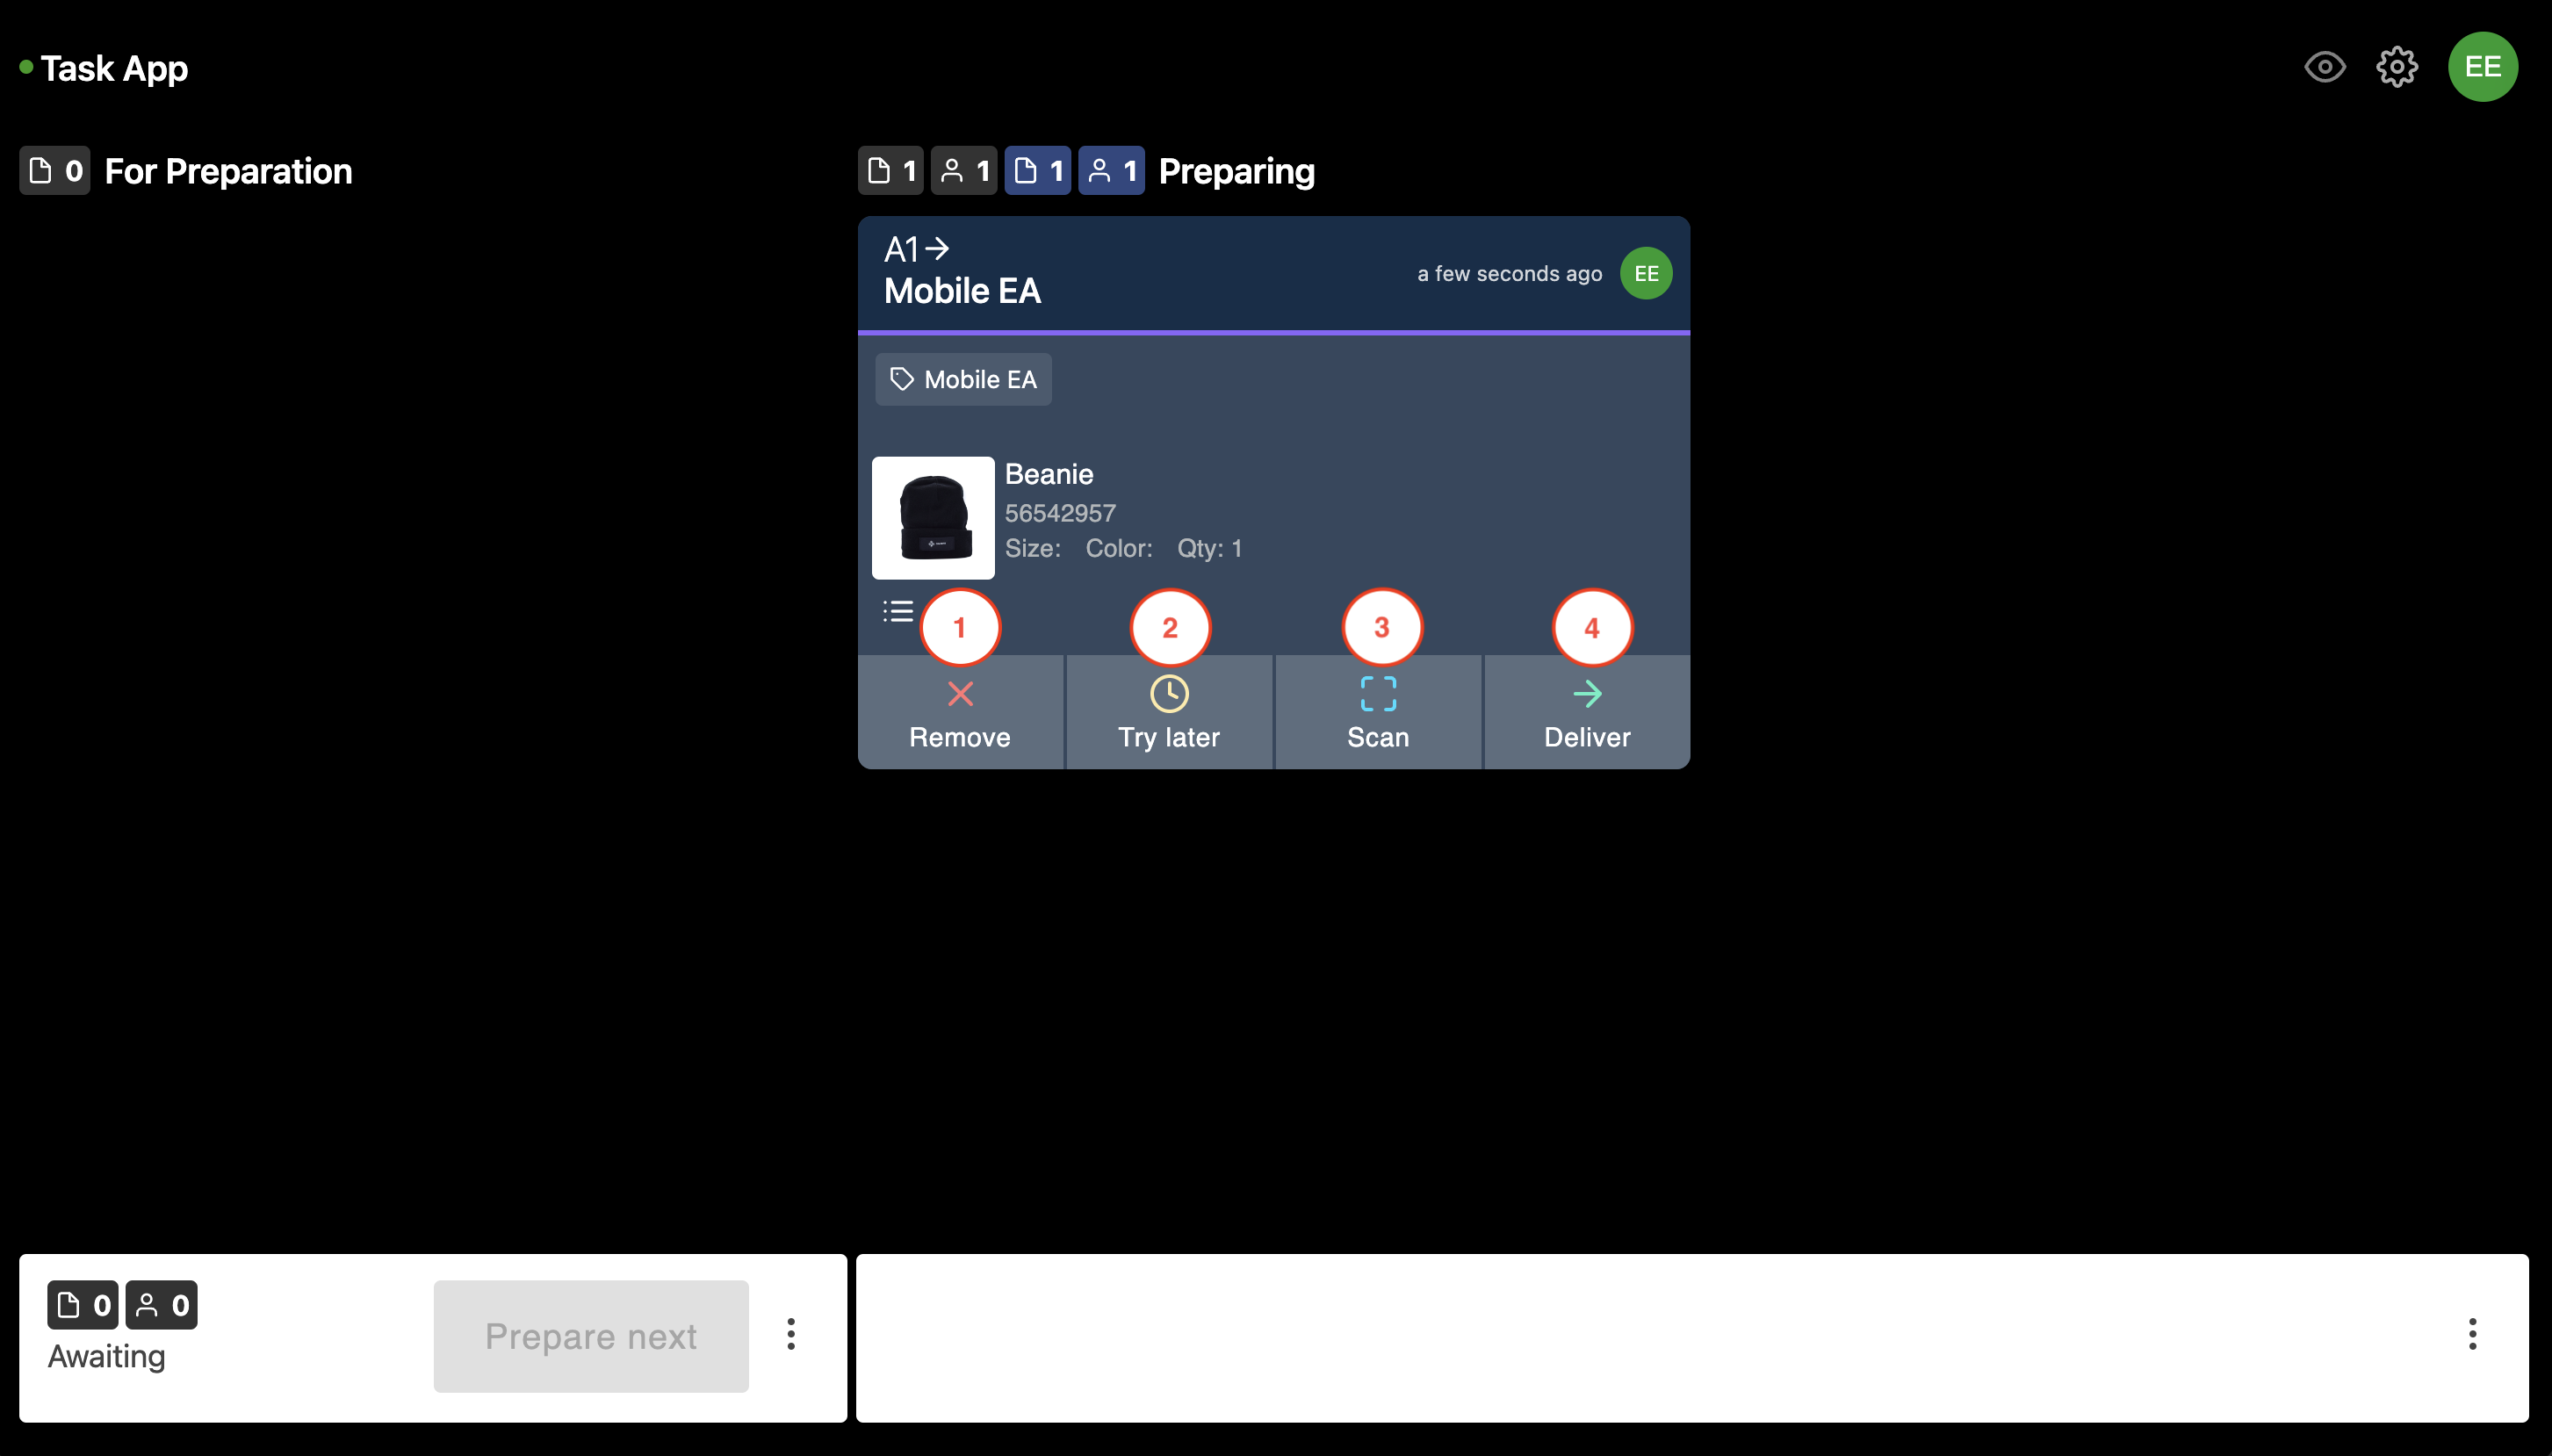 Task App
EE
0 For Preparation
1 1 1 1 Preparing
A1→
Mobile EA
a few seconds ago
EE
Mobile EA
Beanie
56542957
Size: Color: Qty: 1
1 2 3 4
Remove Try later Scan Deliver
0 0
Awaiting
Prepare next